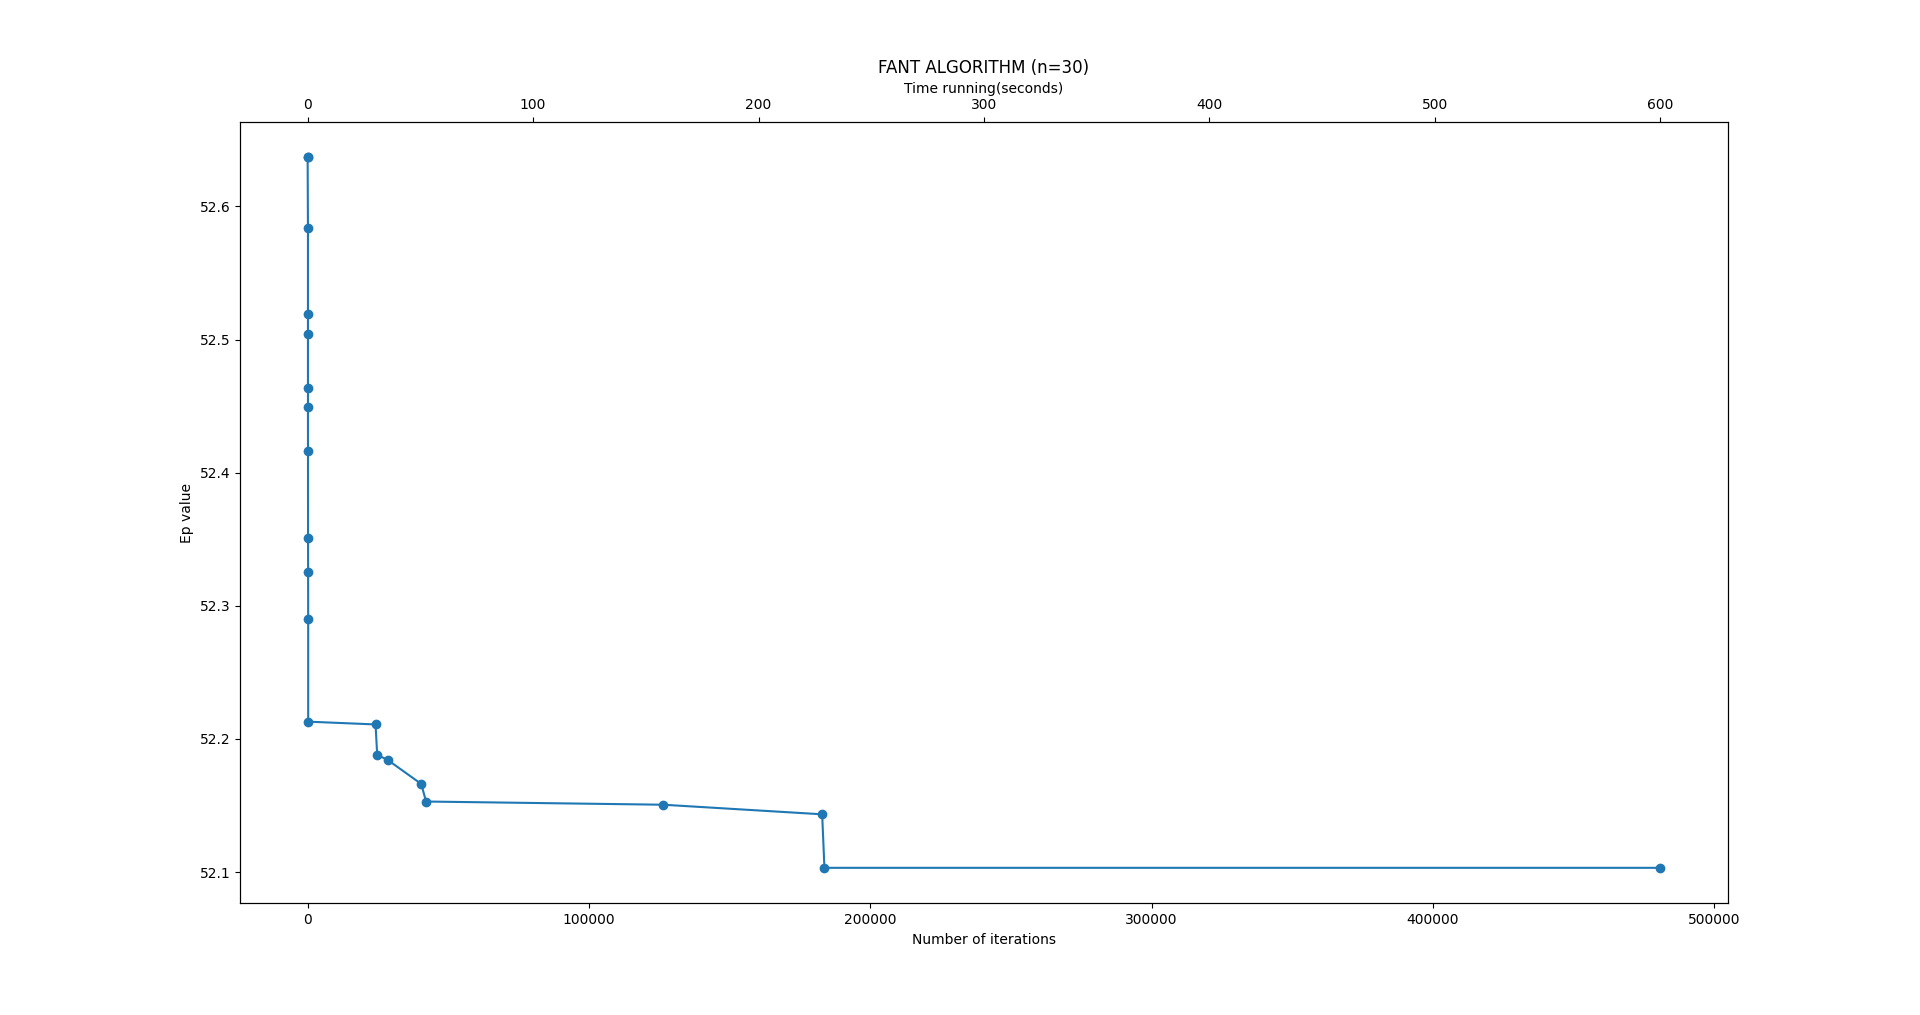 FANT ALGORITHM (n=30)
Time running(seconds)
0 100 200 300 400 500 600
52.6
52.5
52.4
52.3
52.2
52.1
Ep value
0 100000 200000 300000 400000 500000
Number of iterations